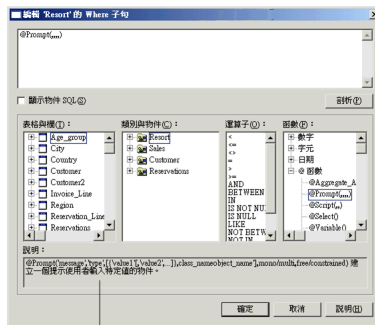 編輯 'Resort' 的 Where 子句
@Prompt(,,,,)
顯示物件 SQL(S)
剖析(P)
表格與欄(T)：
類別與物件(C)：
運算子(O)：
函數(F)：
Age_group
City
Country
Customer
Customer2
Invoice_Line
Region
Reservation_Line
Reservations
Resort
Sales
Customer
Reservations
<
<=
<>
=
>
>=
AND
BETWEEN
IN
IS NOT NU
IS NULL
LIKE
NOT BETW
NOT IN
數字
字元
日期
@ 函數
@Aggregate_A
@Prompt(,,,,)
@Script(,,)
@Select()
@Variable()
說明：
@Prompt('message','type',[{'value1','value2',...}],class_name\object_name'],mono/multi,free/constrained) 建
立一個提示使用者輸入特定值的物件。
確定
取消
說明(H)